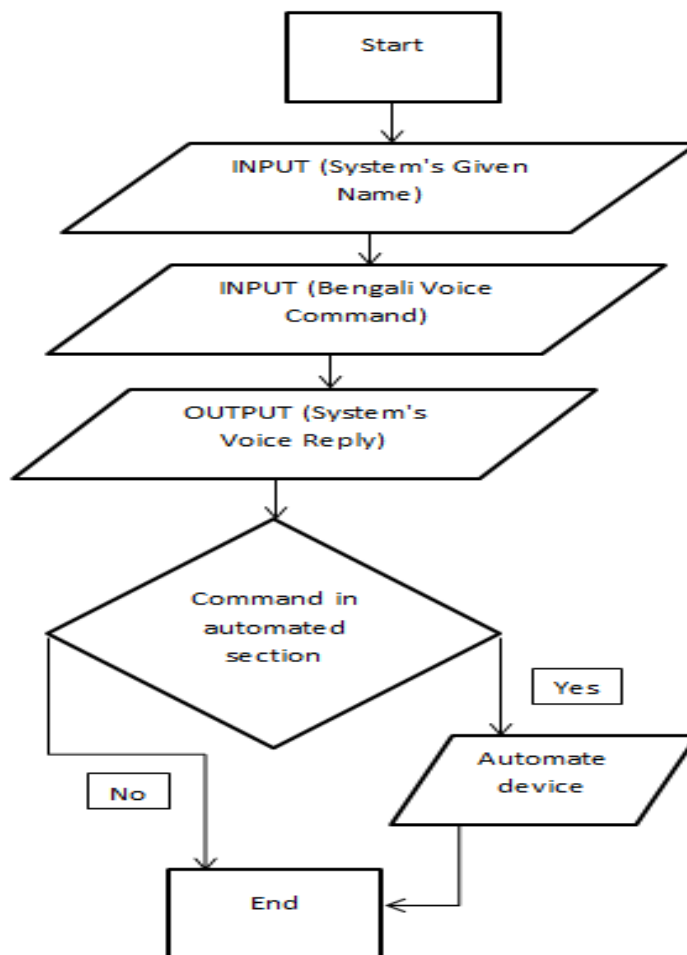 Start
INPUT (System's Given
Name)
INPUT (Bengali Voice
Command)
OUTPUT (System's
Voice Reply)
Command in
automated
section
Yes
Automate
device
No
End